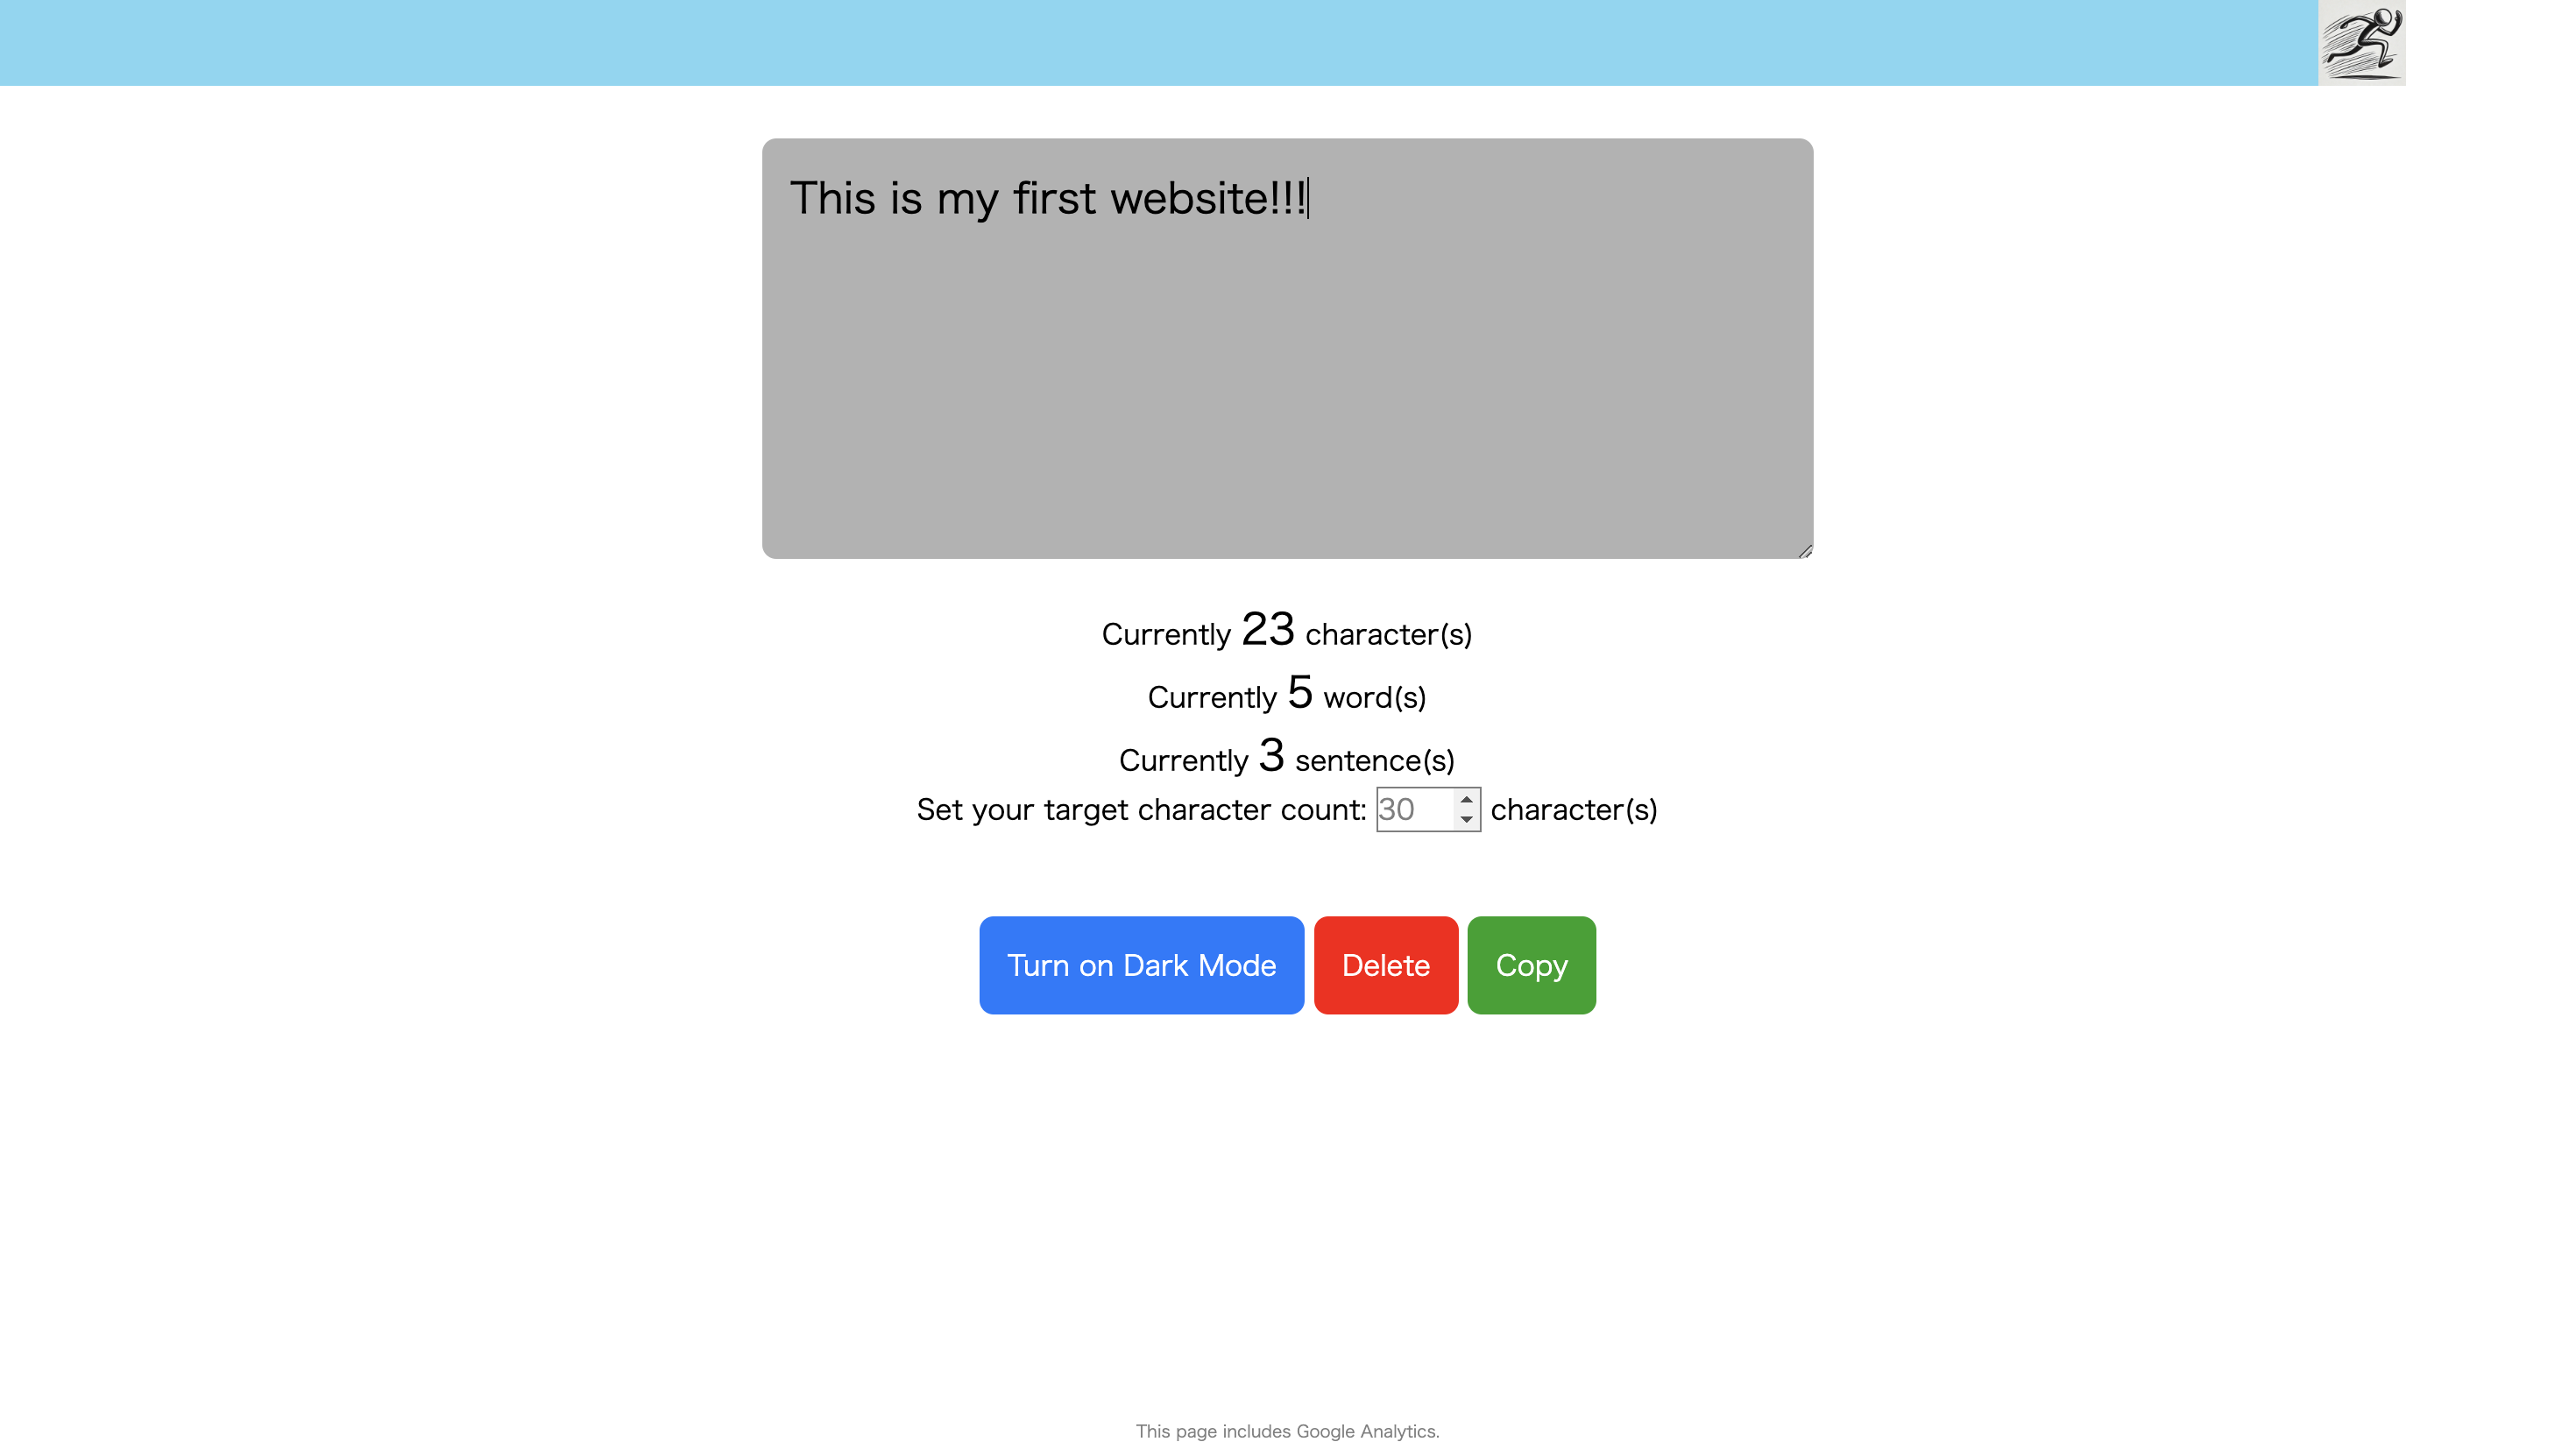 This is my first website!!!
Currently 23 character(s)
Currently 5 word(s)
Currently 3 sentence(s)
Set your target character count: 30 character(s)
Turn on Dark Mode Delete Copy
This page includes Google Analytics.